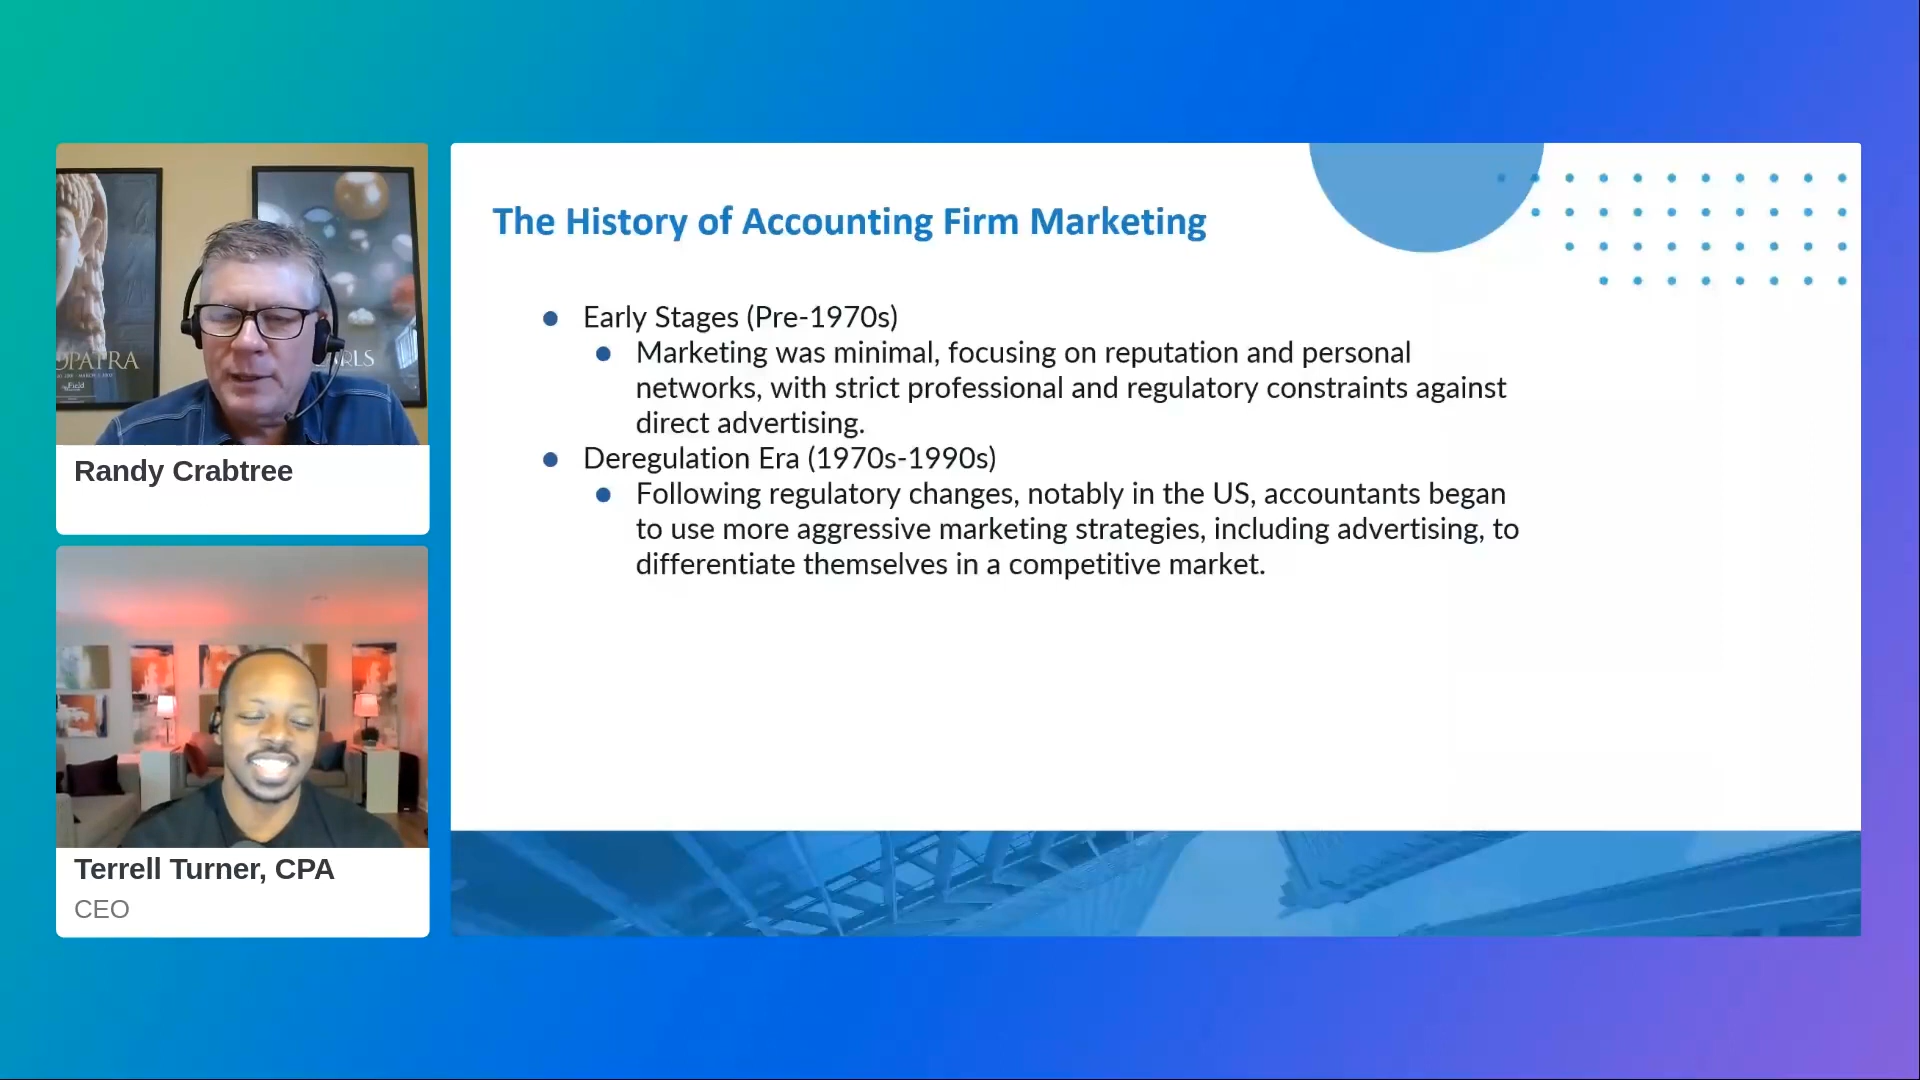 OPATRA
Field
RLS
Randy Crabtree
Terrell Turner, CPA
CEO
The History of Accounting Firm Marketing
Early Stages (Pre-1970s)
Marketing was minimal, focusing on reputation and personal
networks, with strict professional and regulatory constraints against
direct advertising.
Deregulation Era (1970s-1990s)
Following regulatory changes, notably in the US, accountants began
to use more aggressive marketing strategies, including advertising, to
differentiate themselves in a competitive market.